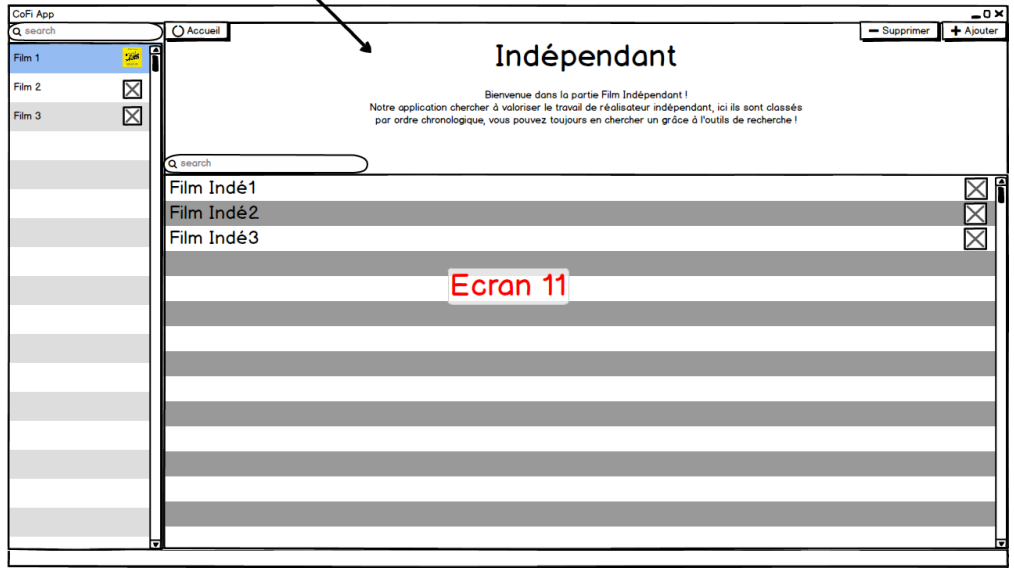 CoFi App
search
Accueil
Supprimer
Ajouter
Film 1
Film 2
Film 3
Indépendant
Bienvenue dans la partie Film Indépendant !
Notre application chercher à valoriser le travail de réalisateur indépendant, ici ils sont classés
par ordre chronologique, vous pouvez toujours en chercher un grâce à l'outils de recherche !
search
Film Indé1
Film Indé2
Film Indé3
Ecran 11